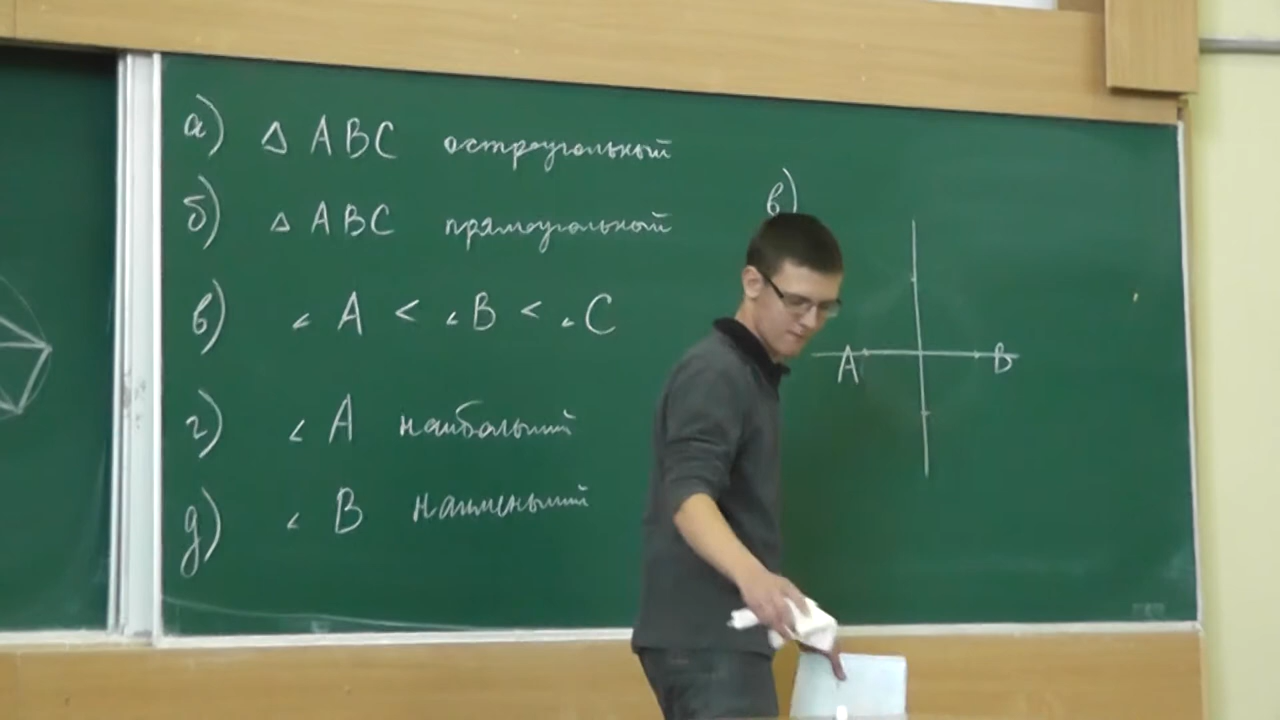 а) △ ABC остроугольный
б) △ ABC прямоугольный
в) ∠ A < ∠ B < ∠ C
г) ∠ A наибольший
д) ∠ B наименьший
в)
A B